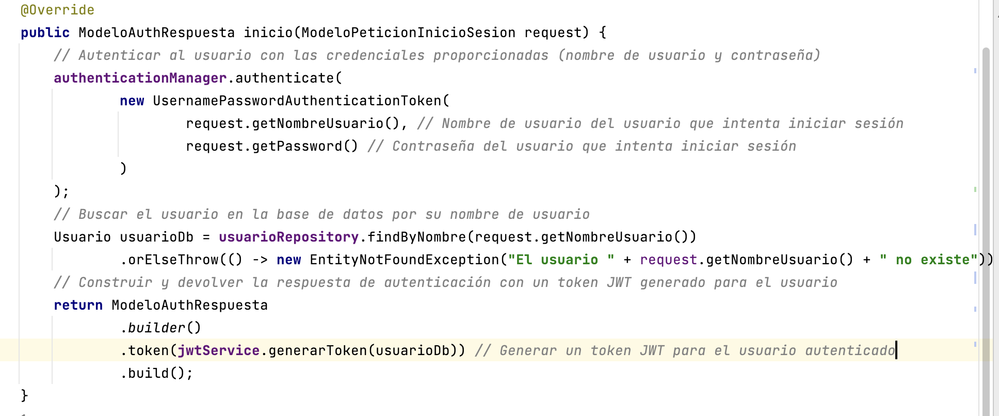 @Override
public ModeloAuthRespuesta inicio(ModeloPeticionInicioSesion request) {
// Autenticar al usuario con las credenciales proporcionadas (nombre de usuario y contraseña)
authenticationManager.authenticate(
new UsernamePasswordAuthenticationToken(
request.getNombreUsuario(), // Nombre de usuario del usuario que intenta iniciar sesión
request.getPassword() // Contraseña del usuario que intenta iniciar sesión
)
);
// Buscar el usuario en la base de datos por su nombre de usuario
Usuario usuarioDb = usuarioRepository.findByNombre(request.getNombreUsuario())
.orElseThrow(() -> new EntityNotFoundException("El usuario " + request.getNombreUsuario() + " no existe"))
// Construir y devolver la respuesta de autenticación con un token JWT generado para el usuario
return ModeloAuthRespuesta
.builder()
.token(jwtService.generarToken(usuarioDb)) // Generar un token JWT para el usuario autenticado
.build();
}